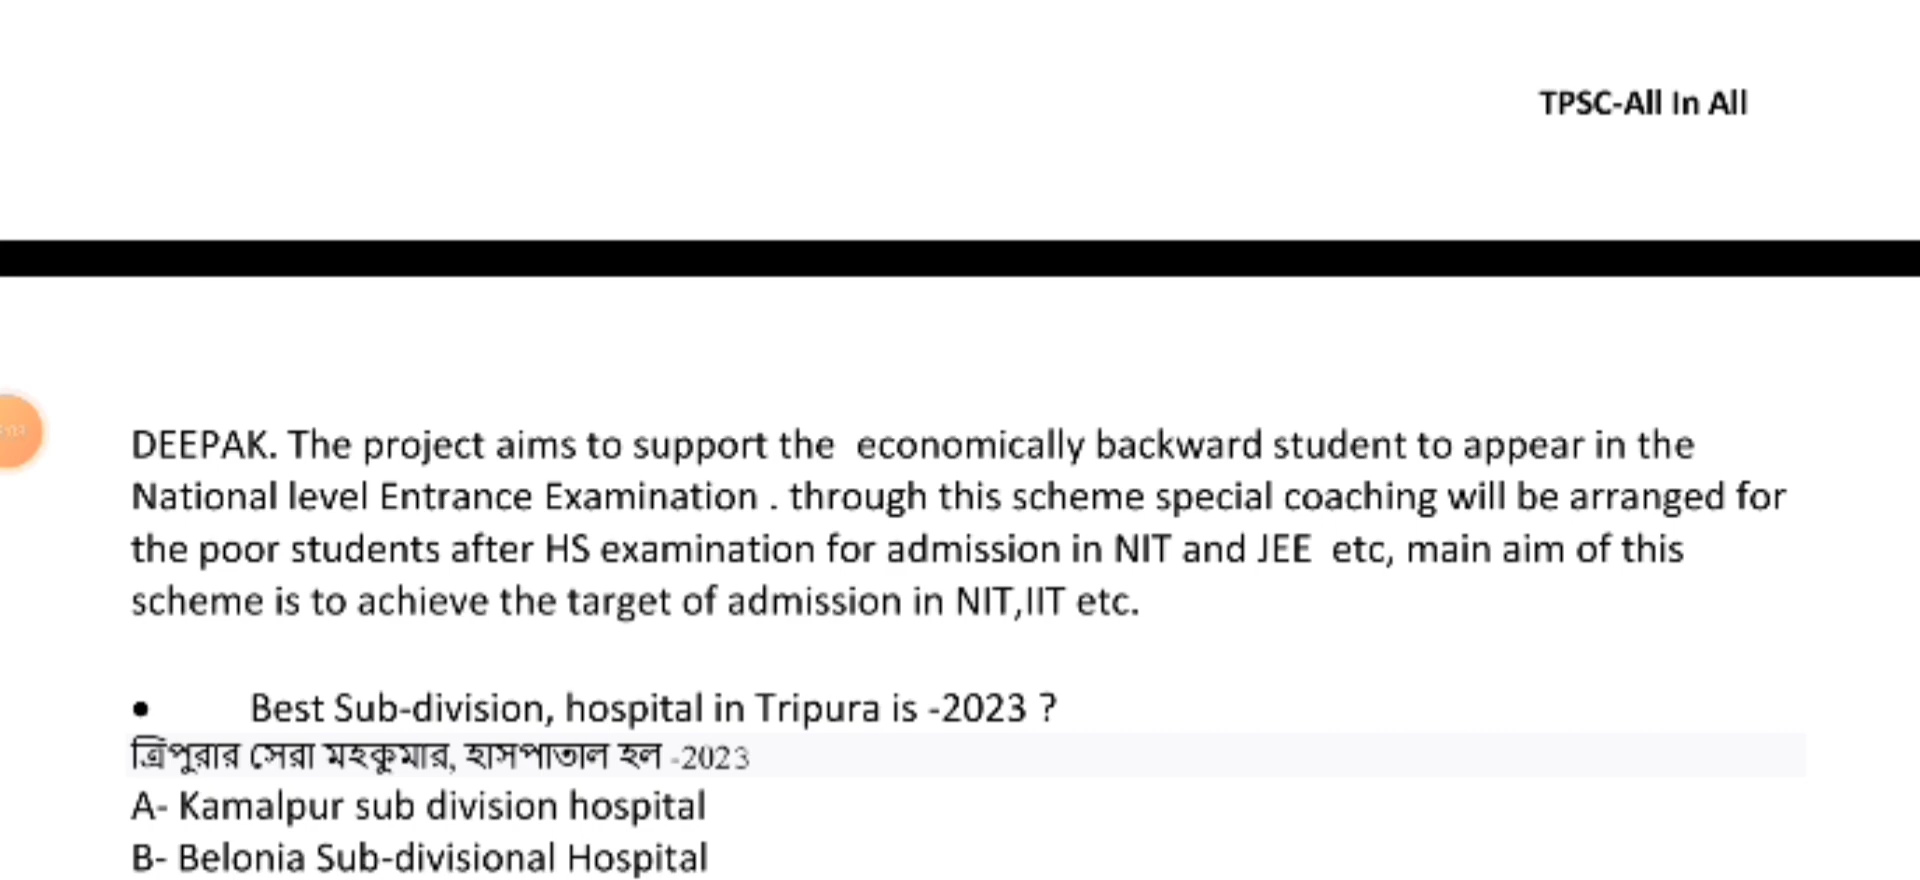 TPSC-All In All
DEEPAK. The project aims to support the economically backward student to appear in the
National level Entrance Examination . through this scheme special coaching will be arranged for
the poor students after HS examination for admission in NIT and JEE etc, main aim of this
scheme is to achieve the target of admission in NIT,IIT etc.
• Best Sub-division, hospital in Tripura is -2023 ?
ত্রিপুরার সেরা মহকুমার, হাসপাতাল হল -2023
A- Kamalpur sub division hospital
B- Belonia Sub-divisional Hospital